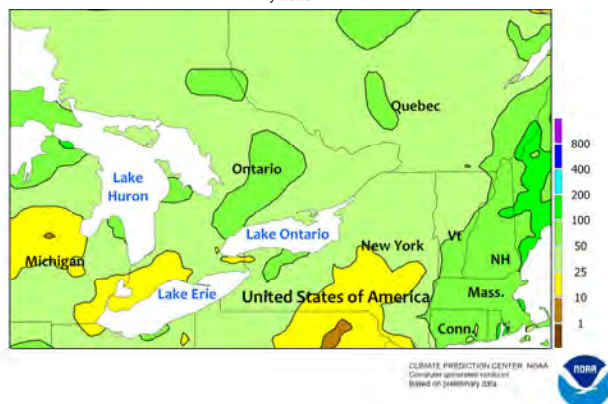 Quebec
Ontario
Lake
Huron
Lake Ontario
Michigan
New York
Vt
NH
Lake Erie
United States of America
Mass.
Conn.
800
400
200
100
50
25
10
1
CLIMATE PREDICTION CENTER, NOAA
Computer generated contours
Based on preliminary data
NOAA